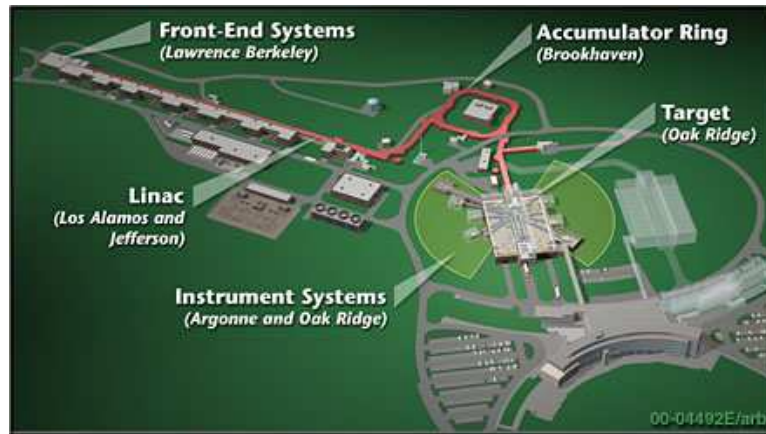 Front-End Systems
(Lawrence Berkeley)
Accumulator Ring
(Brookhaven)
Target
(Oak Ridge)
Linac
(Los Alamos and
Jefferson)
Instrument Systems
(Argonne and Oak Ridge)
00-04492E/arb